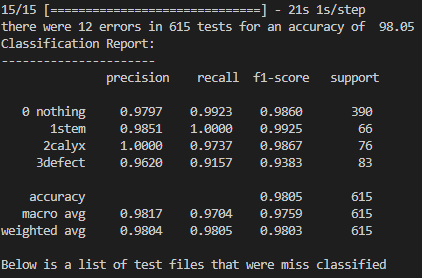 15/15 [==============================] - 21s 1s/step
there were 12 errors in 615 tests for an accuracy of  98.05
Classification Report:
----------------------
              precision    recall  f1-score   support

   0 nothing     0.9797    0.9923    0.9860       390
       1stem     0.9851    1.0000    0.9925        66
      2calyx     1.0000    0.9737    0.9867        76
     3defect     0.9620    0.9157    0.9383        83

    accuracy                         0.9805       615
   macro avg     0.9817    0.9704    0.9759       615
weighted avg     0.9804    0.9805    0.9803       615

Below is a list of test files that were miss classified